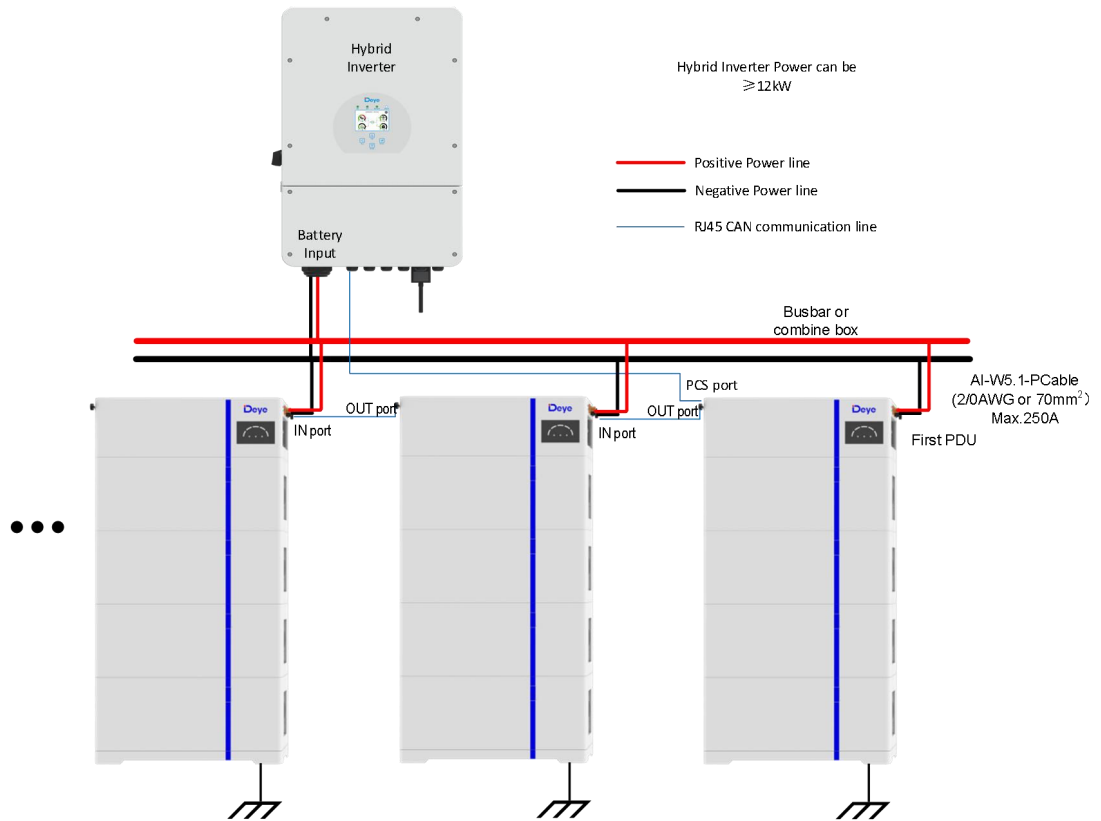 Hybrid
Inverter
Deye
Battery
Input
Hybrid Inverter Power can be
≥12kW
Positive Power line
Negative Power line
RJ45 CAN communication line
Busbar or
combine box
AI-W5.1-PCable
(2/0AWG or 70mm²)
Max.250A
PCS port
OUT port
IN port
OUT port
IN port
First PDU
Deye
Deye
Deye